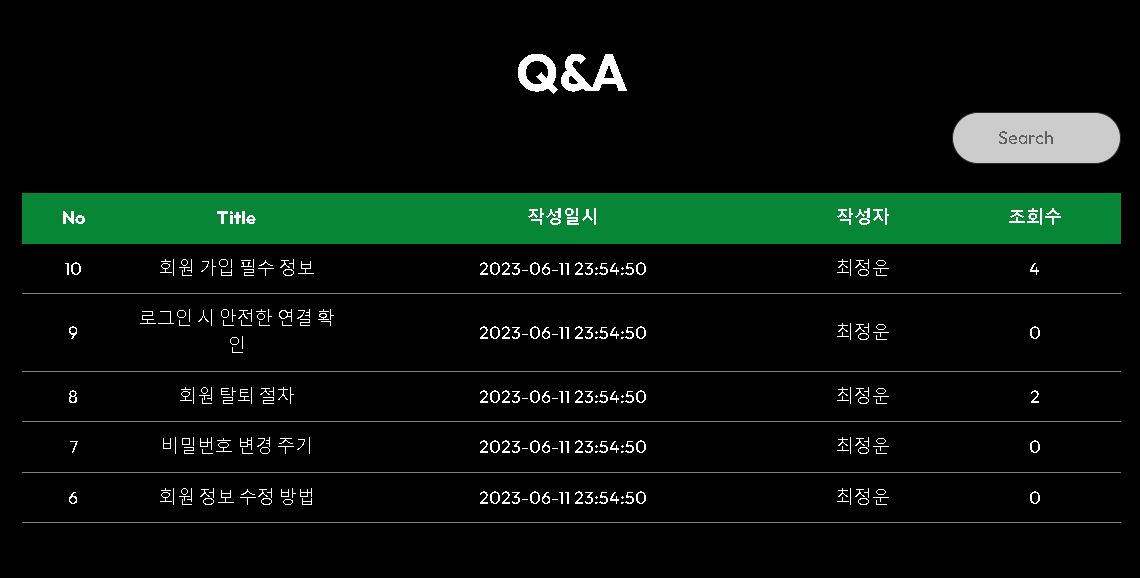 Q&A
Search
No Title 작성일시 작성자 조회수
10 회원 가입 필수 정보 2023-06-11 23:54:50 최정운 4
로그인 시 안전한 연결 확
9 2023-06-11 23:54:50 최정운 0
인
8 회원 탈퇴 절차 2023-06-11 23:54:50 최정운 2
7 비밀번호 변경 주기 2023-06-11 23:54:50 최정운 0
6 회원 정보 수정 방법 2023-06-11 23:54:50 최정운 0